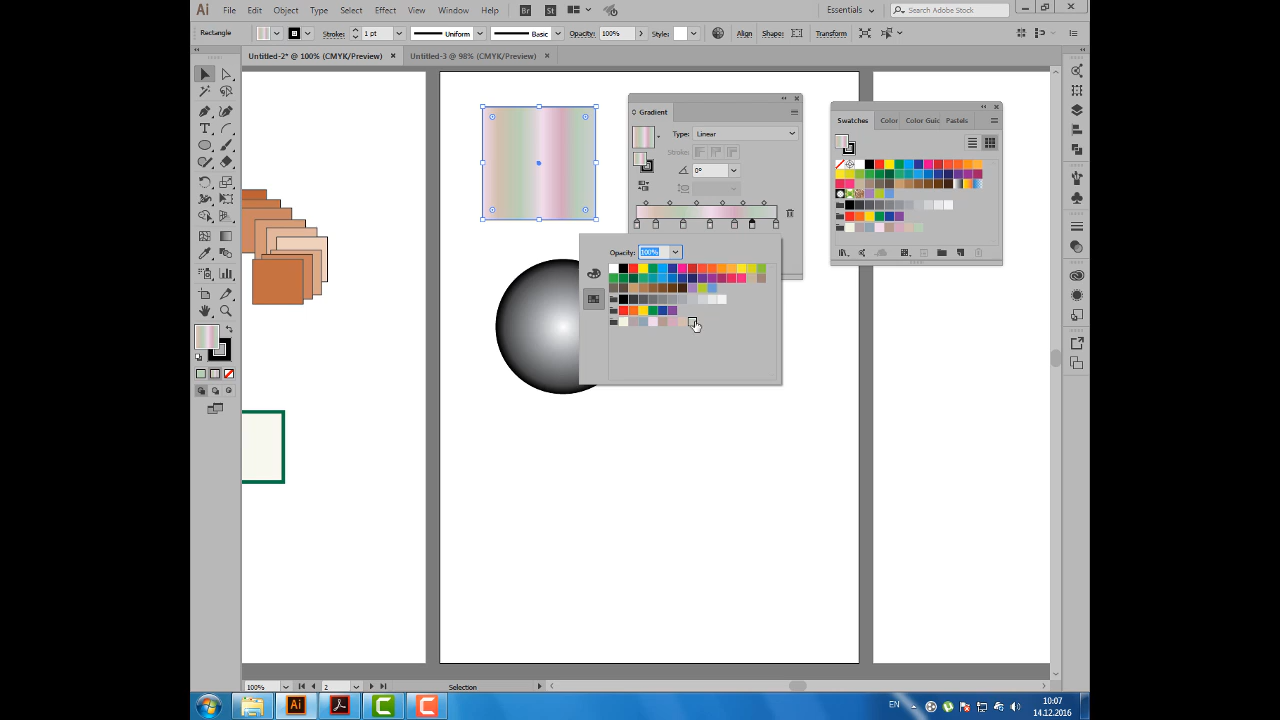 Ai File Edit Object Type Select Effect View Window Help Br St Essentials Search Adobe Stock
Rectangle Strokes: 1 pt Uniform Basic Opacity: 100% Style: Align Shape: Transform
Untitled-2* @ 100% (CMYK/Preview) × Untitled-3 @ 98% (CMYK/Preview) ×
Gradient
Type: Linear
Stroke:
0°
Swatches Color Color Guic Pastels
Opacity: 100%
100% 2 Selection
Ai EN 10:07
14.12.2016